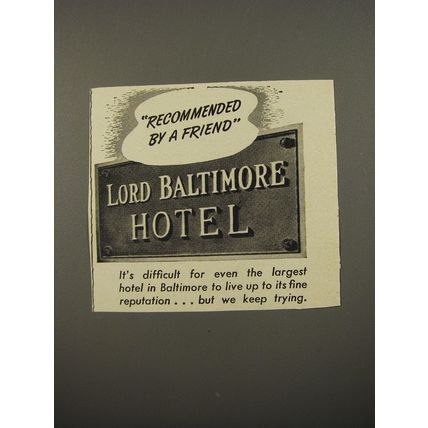 "RECOMMENDED
BY A FRIEND"
LORD BALTIMORE
HOTEL
It's difficult for even the largest
hotel in Baltimore to live up to its fine
reputation . . . but we keep trying.